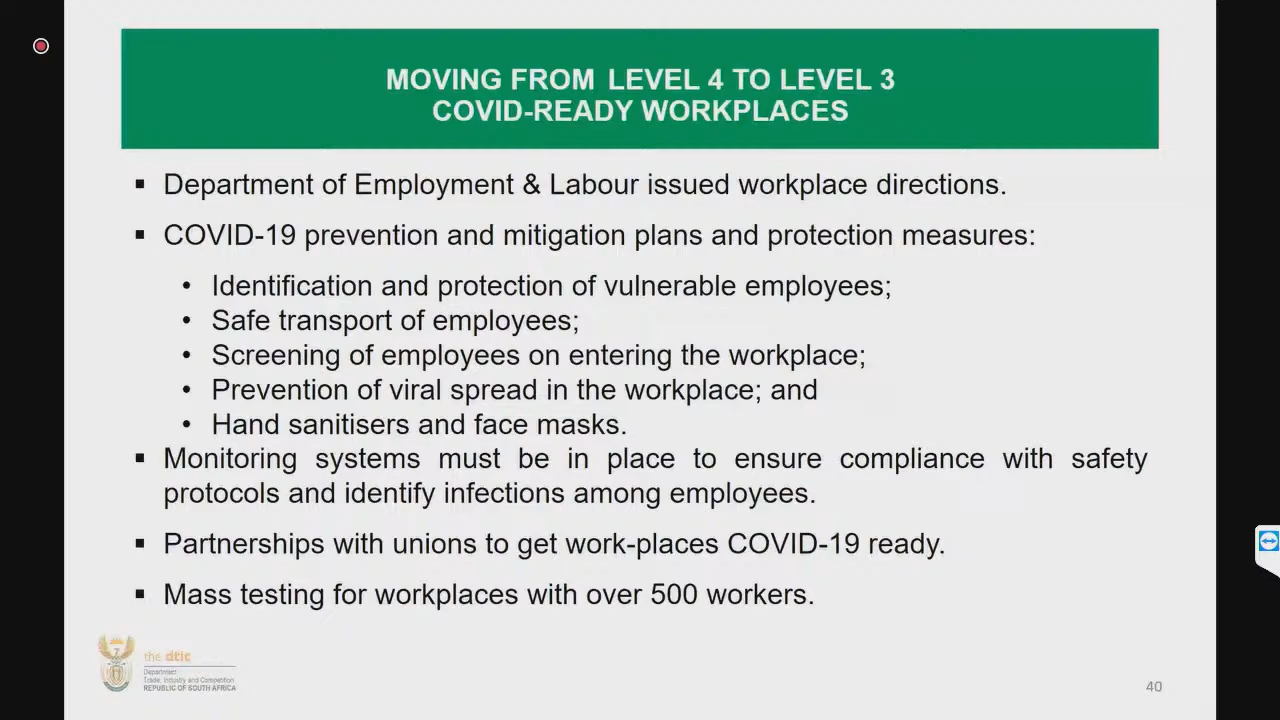 MOVING FROM LEVEL 4 TO LEVEL 3
COVID-READY WORKPLACES
▪ Department of Employment & Labour issued workplace directions.
▪ COVID-19 prevention and mitigation plans and protection measures:
• Identification and protection of vulnerable employees;
• Safe transport of employees;
• Screening of employees on entering the workplace;
• Prevention of viral spread in the workplace; and
• Hand sanitisers and face masks.
▪ Monitoring systems must be in place to ensure compliance with safety
protocols and identify infections among employees.
▪ Partnerships with unions to get work-places COVID-19 ready.
▪ Mass testing for workplaces with over 500 workers.
the dtic
Department:
Trade, Industry and Competition
REPUBLIC OF SOUTH AFRICA
40